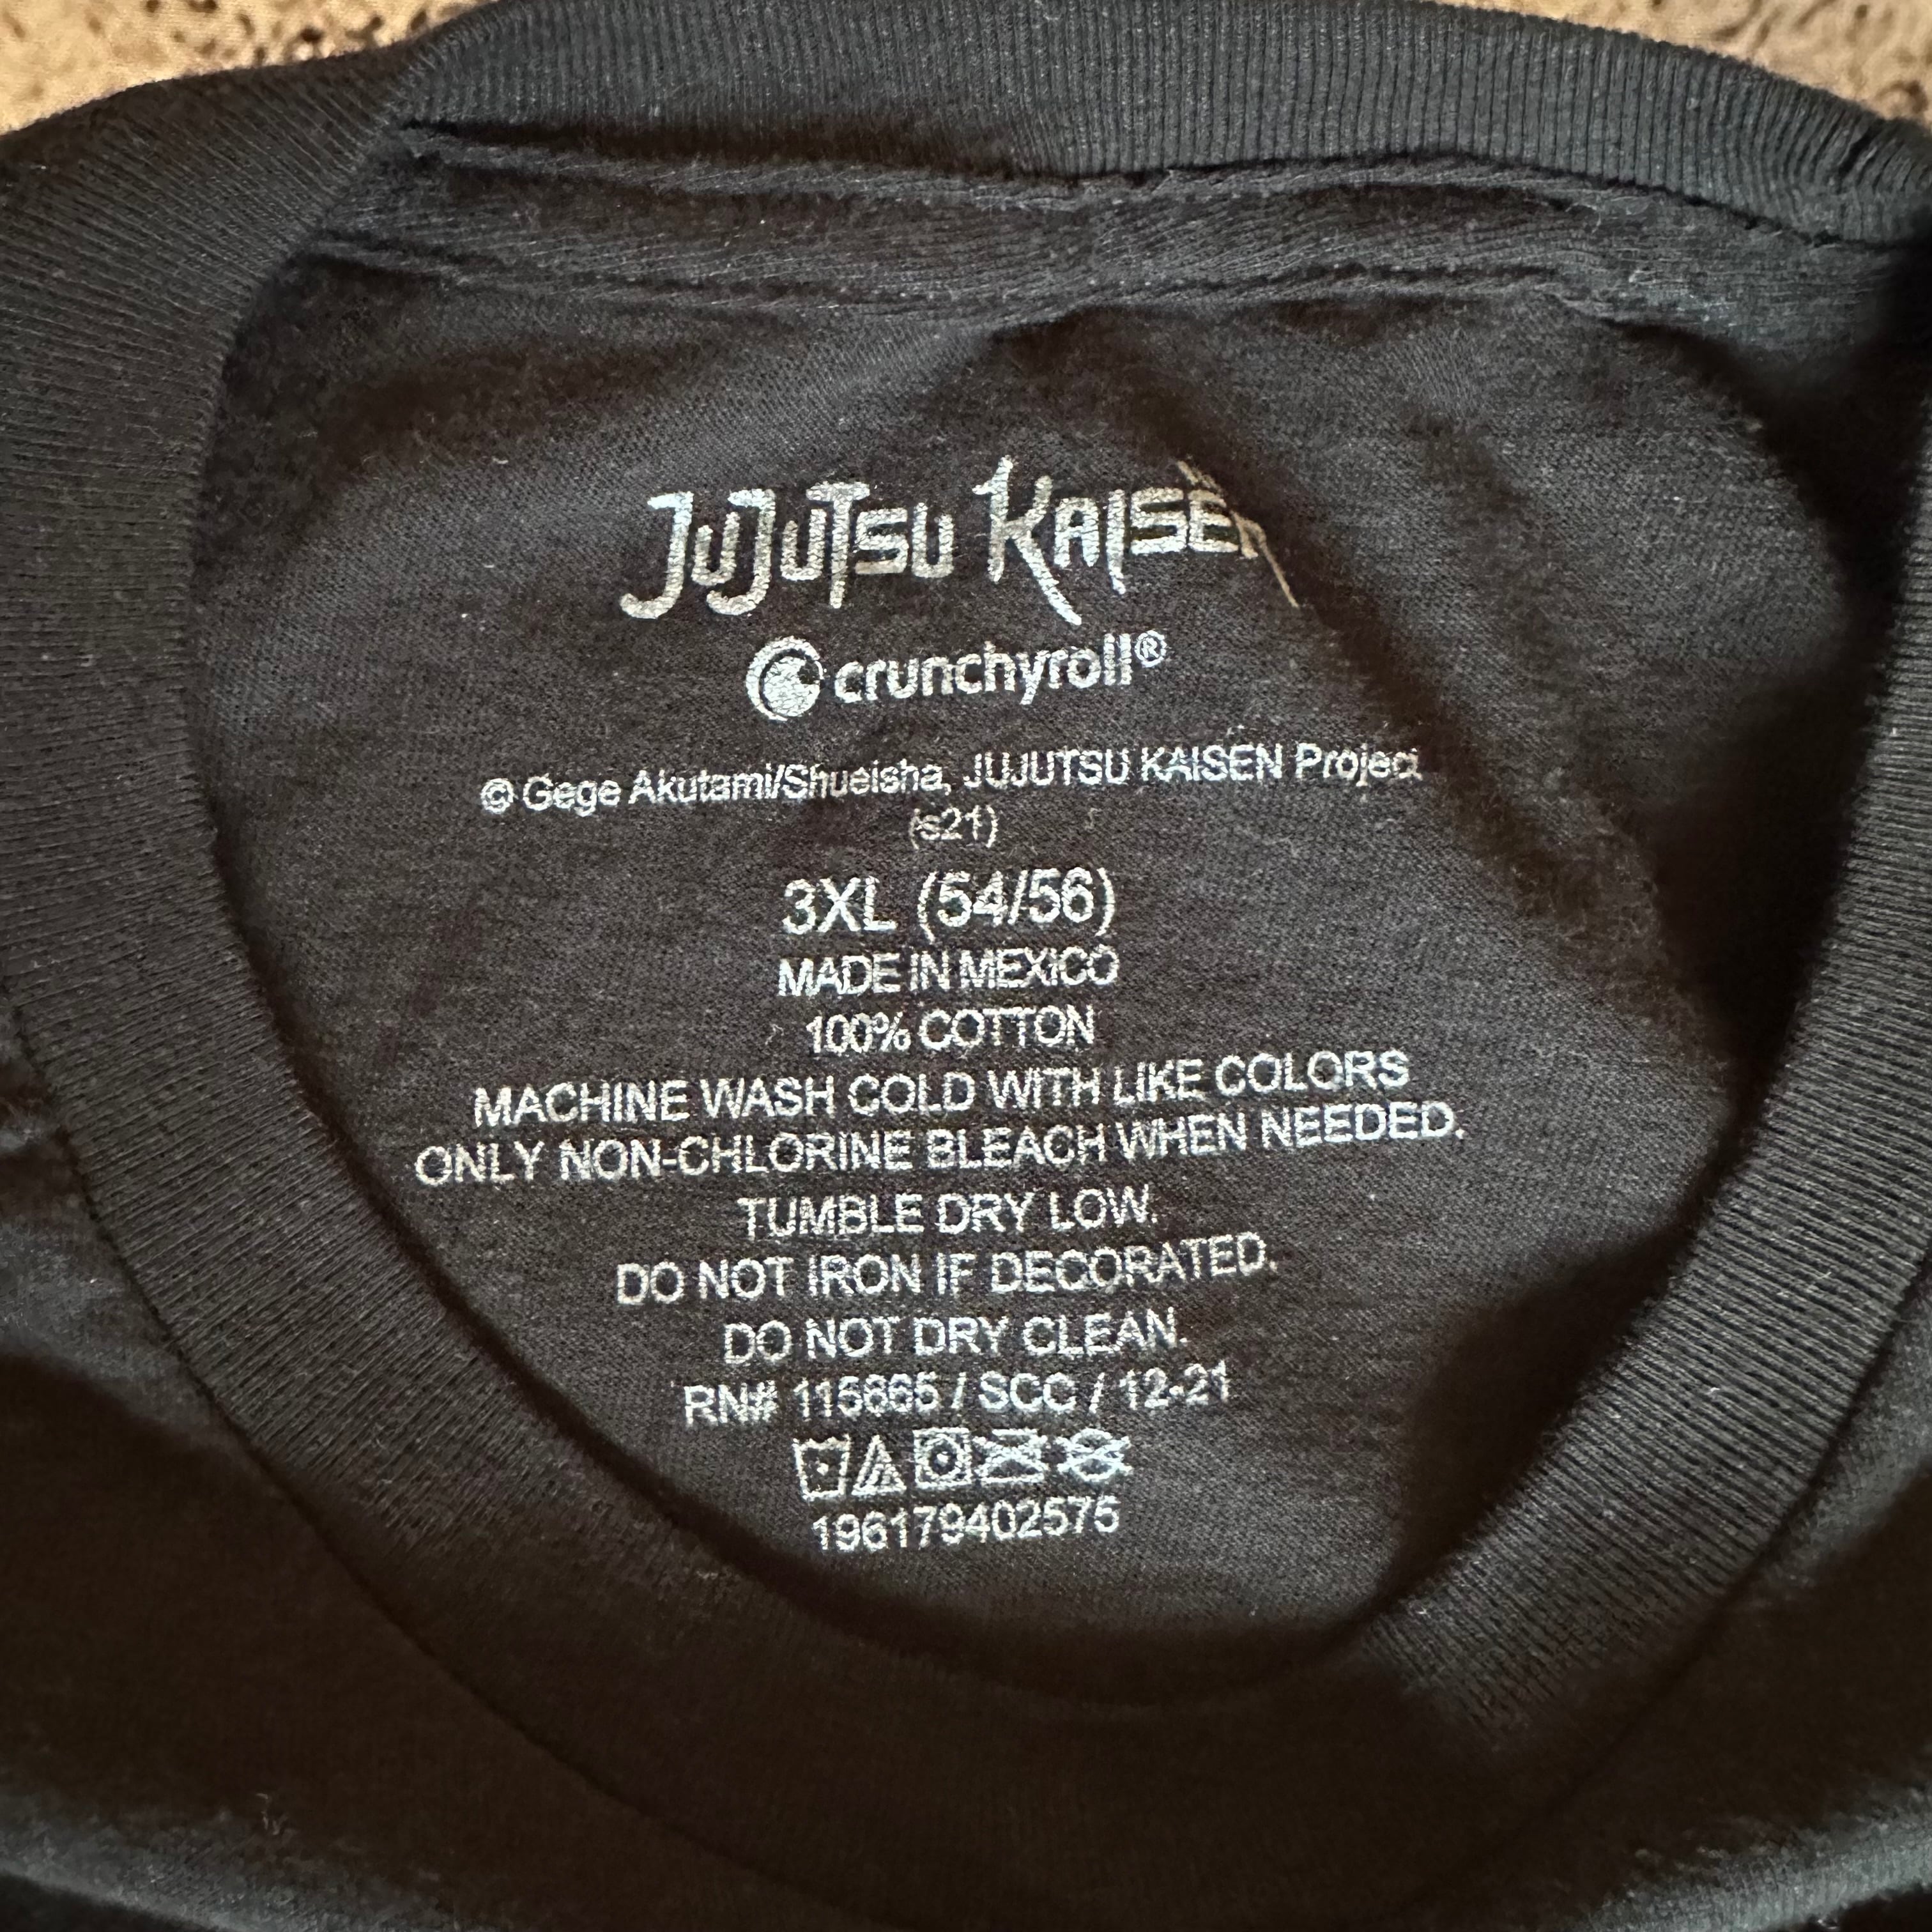 JUJUTSU KAISEN
crunchyroll®
© Gege Akutami/Shueisha, JUJUTSU KAISEN Project
(s21)
3XL (54/56)
MADE IN MEXICO
100% COTTON
MACHINE WASH COLD WITH LIKE COLORS
ONLY NON-CHLORINE BLEACH WHEN NEEDED.
TUMBLE DRY LOW.
DO NOT IRON IF DECORATED.
DO NOT DRY CLEAN.
RN# 115665 / SCC / 12-21
196179402575